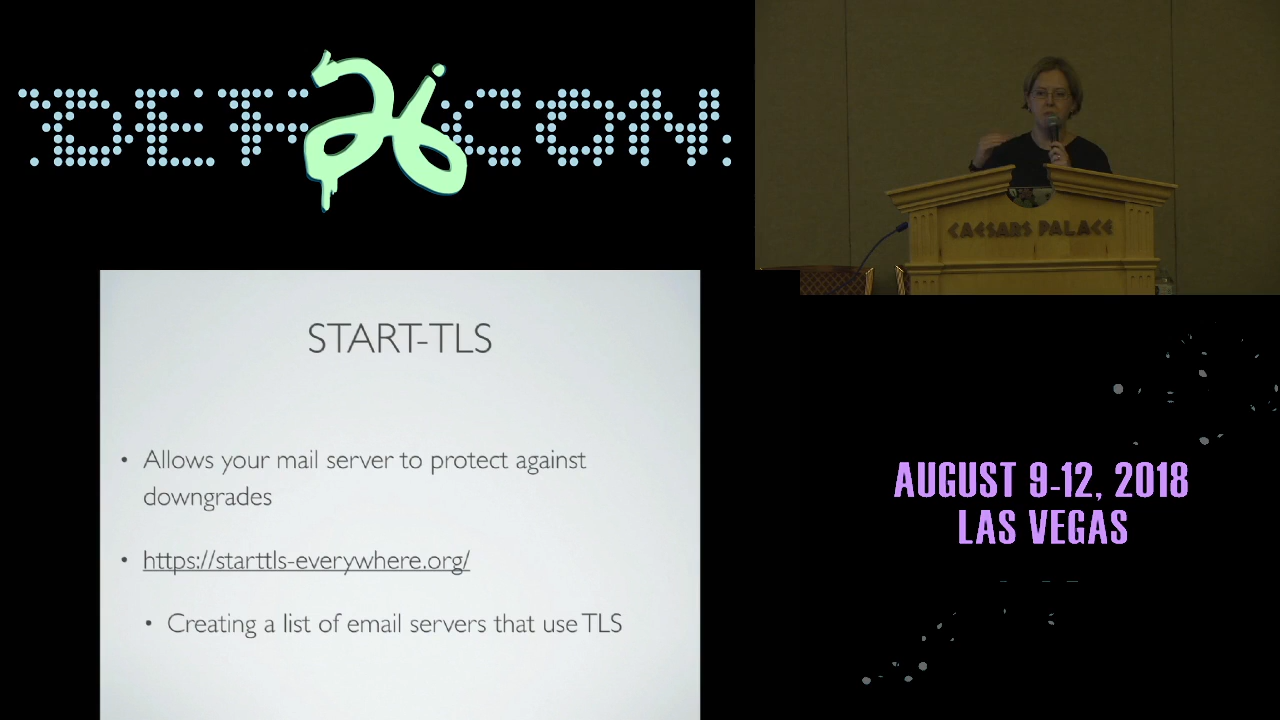 DEF 26 CON
CAESARS PALACE
START-TLS
• Allows your mail server to protect against
downgrades
• https://starttls-everywhere.org/
• Creating a list of email servers that use TLS
AUGUST 9-12, 2018
LAS VEGAS